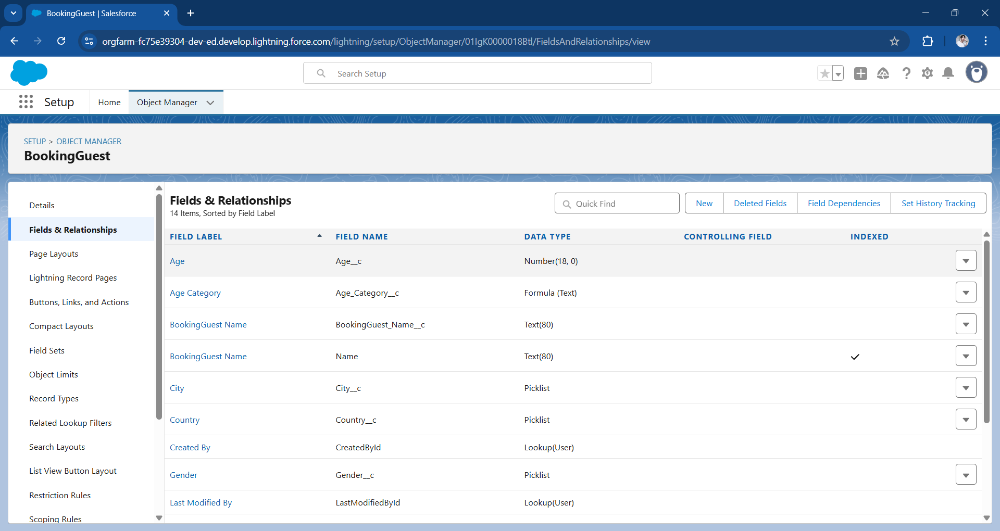 BookingGuest | Salesforce
orgfarm-fc75e39304-dev-ed.develop.lightning.force.com/lightning/setup/ObjectManager/01IgK0000018Btl/FieldsAndRelationships/view
Search Setup
Setup
Home
Object Manager
SETUP > OBJECT MANAGER
BookingGuest
Details
Fields & Relationships
Page Layouts
Lightning Record Pages
Buttons, Links, and Actions
Compact Layouts
Field Sets
Object Limits
Record Types
Related Lookup Filters
Search Layouts
List View Button Layout
Restriction Rules
Scoping Rules
Fields & Relationships
14 Items, Sorted by Field Label
Quick Find
New
Deleted Fields
Field Dependencies
Set History Tracking
FIELD LABEL FIELD NAME DATA TYPE CONTROLLING FIELD INDEXED
Age Age__c Number(18, 0)
Age Category Age_Category__c Formula (Text)
BookingGuest Name BookingGuest_Name__c Text(80)
BookingGuest Name Name Text(80)
City City__c Picklist
Country Country__c Picklist
Created By CreatedById Lookup(User)
Gender Gender__c Picklist
Last Modified By LastModifiedById Lookup(User)